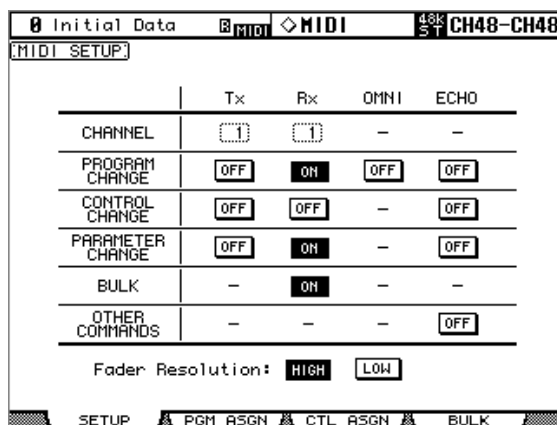 0 Initial Data R MIDI ◇MIDI 48K ST CH48-CH48
MIDI SETUP
Tx Rx OMNI ECHO
CHANNEL 1 1 – –
PROGRAM CHANGE OFF ON OFF OFF
CONTROL CHANGE OFF OFF – OFF
PARAMETER CHANGE OFF ON – OFF
BULK – ON – –
OTHER COMMANDS – – – OFF
Fader Resolution: HIGH LOW
SETUP PGM ASGN CTL ASGN BULK